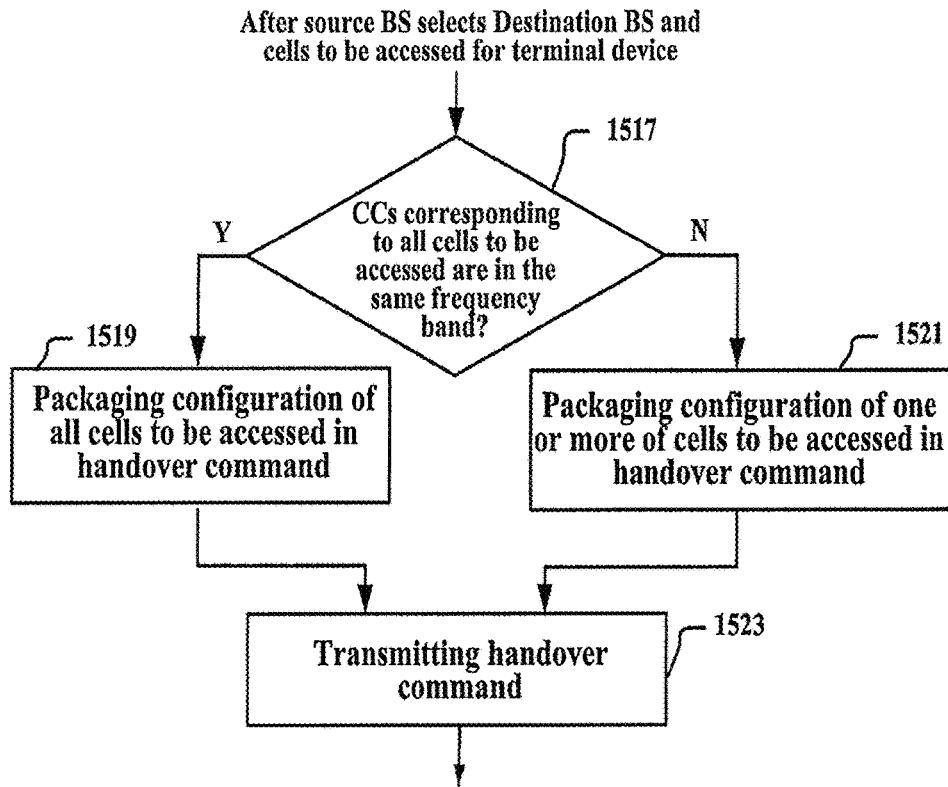 After source BS selects Destination BS and
cells to be accessed for terminal device
1517
CCs corresponding
to all cells to be
accessed are in the
same frequency
band?
Y
N
1519
Packaging configuration of
all cells to be accessed in
handover command
1521
Packaging configuration of one
or more of cells to be accessed in
handover command
1523
Transmitting handover
command